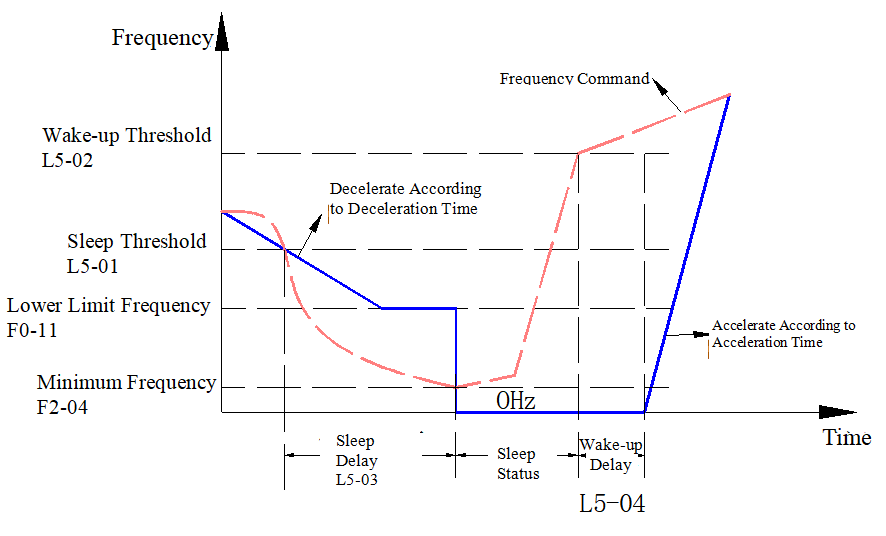 Frequency
Frequency Command
Wake-up Threshold
L5-02
Decelerate According
to Deceleration Time
Sleep Threshold
L5-01
Lower Limit Frequency
F0-11
Accelerate According to
Acceleration Time
Minimum Frequency
F2-04
0Hz
Time
Sleep
Delay
L5-03
Sleep
Status
Wake-up
Delay
L5-04